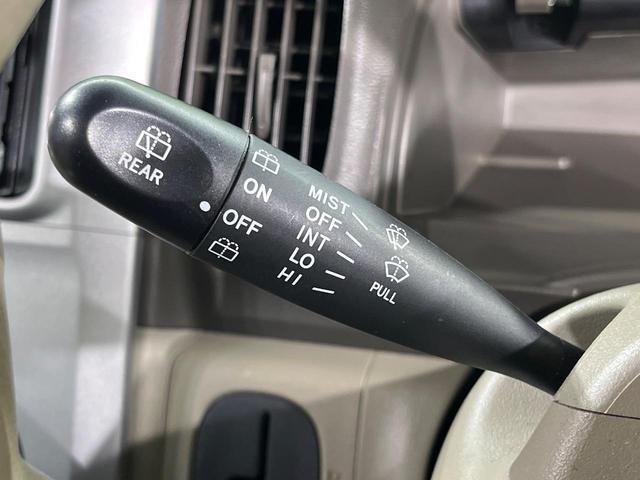 REAR
ON
OFF
MIST
OFF
INT
LO
HI
PULL